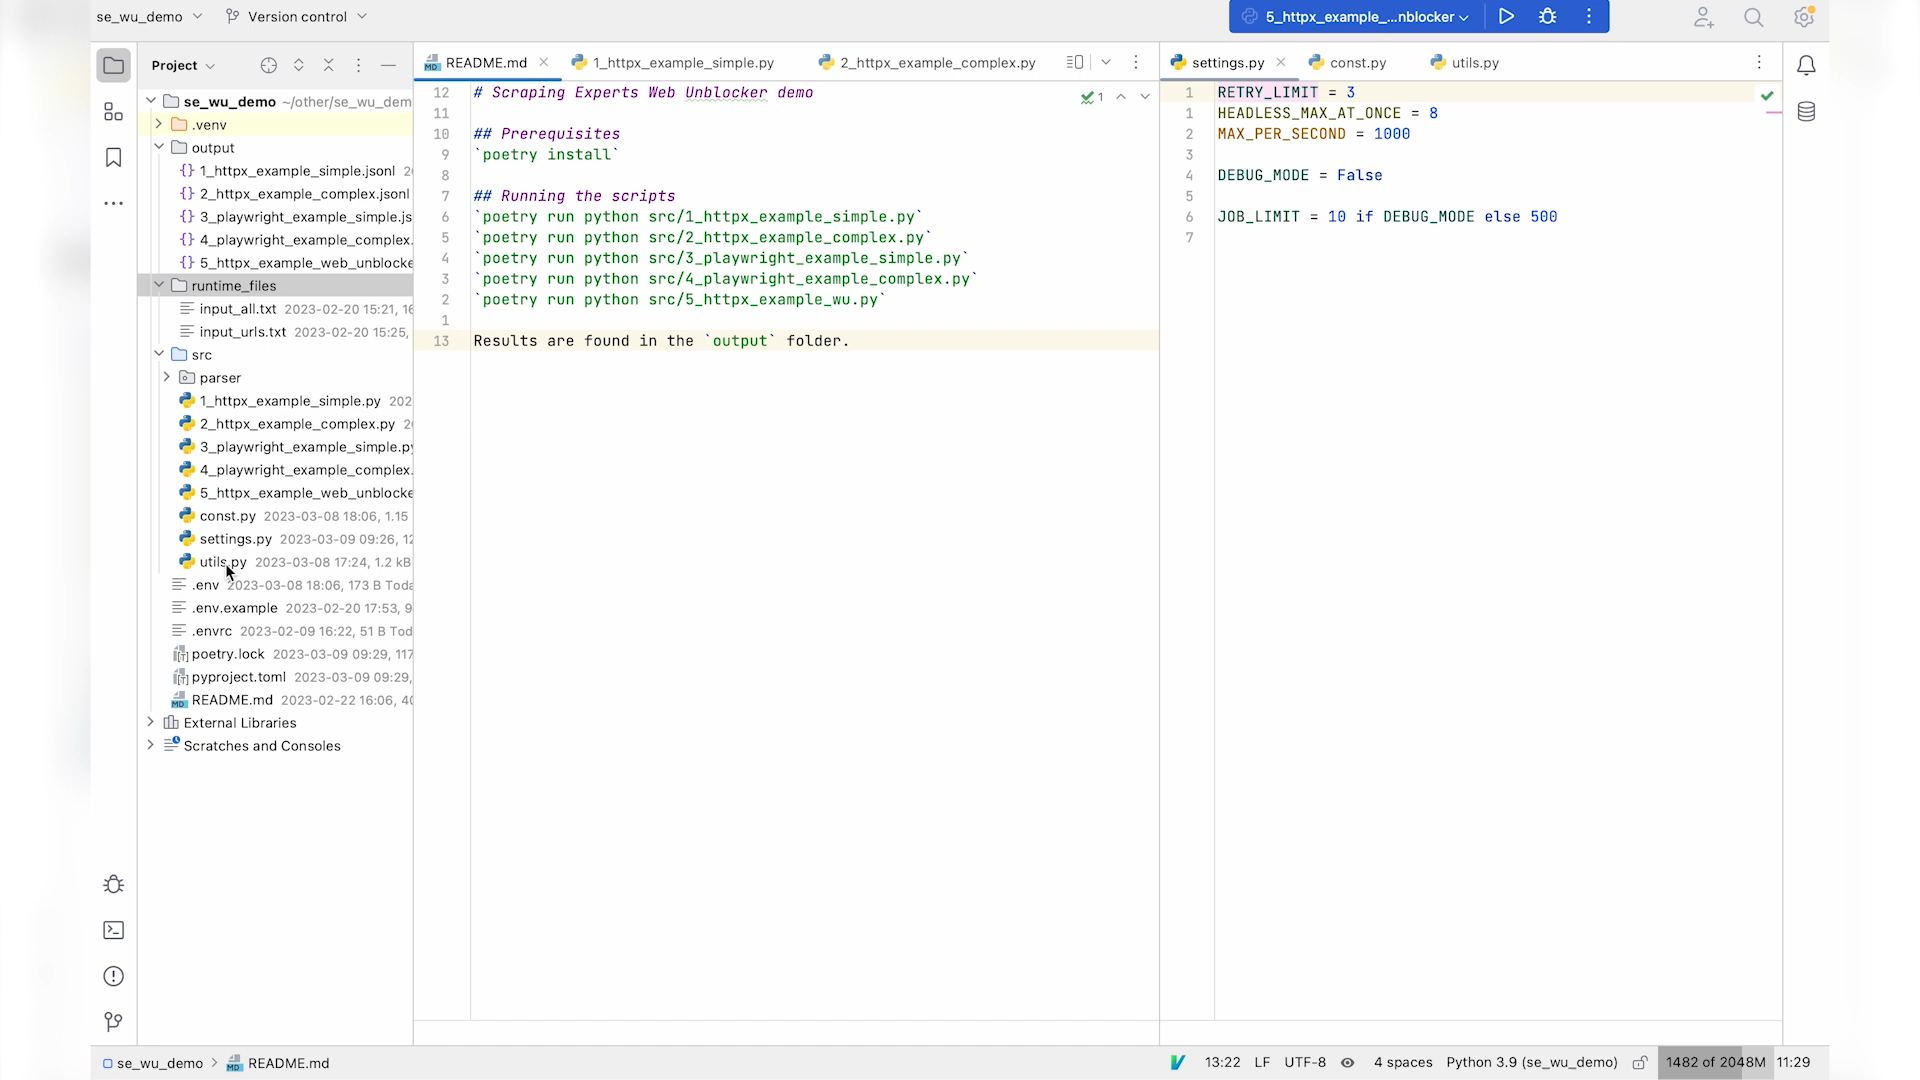 se_wu_demo
Version control
5_httpx_example_...nblocker
Project
se_wu_demo ~/other/se_wu_dem
.venv
output
{} 1_httpx_example_simple.jsonl 20
{} 2_httpx_example_complex.jsonl
{} 3_playwright_example_simple.js
{} 4_playwright_example_complex.
{} 5_httpx_example_web_unblocke
runtime_files
input_all.txt 2023-02-20 15:21, 16
input_urls.txt 2023-02-20 15:25,
src
parser
1_httpx_example_simple.py 202
2_httpx_example_complex.py 20
3_playwright_example_simple.py
4_playwright_example_complex.
5_httpx_example_web_unblocke
const.py 2023-03-08 18:06, 1.15
settings.py 2023-03-09 09:26, 12
utils.py 2023-03-08 17:24, 1.2 kB
.env 2023-03-08 18:06, 173 B Toda
.env.example 2023-02-20 17:53, 9
.envrc 2023-02-09 16:22, 51 B Tod
poetry.lock 2023-03-09 09:29, 117
pyproject.toml 2023-03-09 09:29,
README.md 2023-02-22 16:06, 40
External Libraries
Scratches and Consoles
README.md
1_httpx_example_simple.py
2_httpx_example_complex.py
1
12 # Scraping Experts Web Unblocker demo
11
10 ## Prerequisites
9 `poetry install`
8
7 ## Running the scripts
6 `poetry run python src/1_httpx_example_simple.py`
5 `poetry run python src/2_httpx_example_complex.py`
4 `poetry run python src/3_playwright_example_simple.py`
3 `poetry run python src/4_playwright_example_complex.py`
2 `poetry run python src/5_httpx_example_wu.py`
1
13 Results are found in the `output` folder.
settings.py
const.py
utils.py
1 RETRY_LIMIT = 3
1 HEADLESS_MAX_AT_ONCE = 8
2 MAX_PER_SECOND = 1000
3
4 DEBUG_MODE = False
5
6 JOB_LIMIT = 10 if DEBUG_MODE else 500
7
se_wu_demo > README.md
13:22 LF UTF-8 4 spaces Python 3.9 (se_wu_demo) 1482 of 2048M 11:29